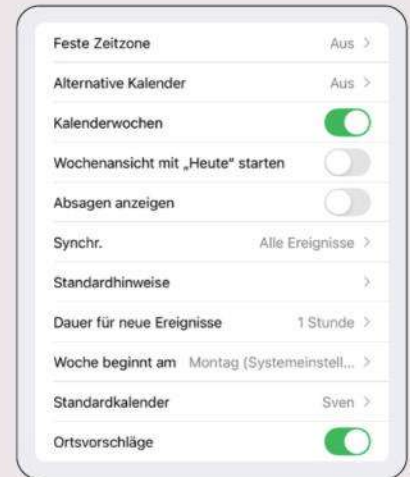 Feste Zeitzone Aus >
Alternative Kalender Aus >
Kalenderwochen
Wochenansicht mit „Heute“ starten
Absagen anzeigen
Synchr. Alle Ereignisse >
Standardhinweise >
Dauer für neue Ereignisse 1 Stunde >
Woche beginnt am Montag (Systemeinstell... >
Standardkalender Sven >
Ortsvorschläge